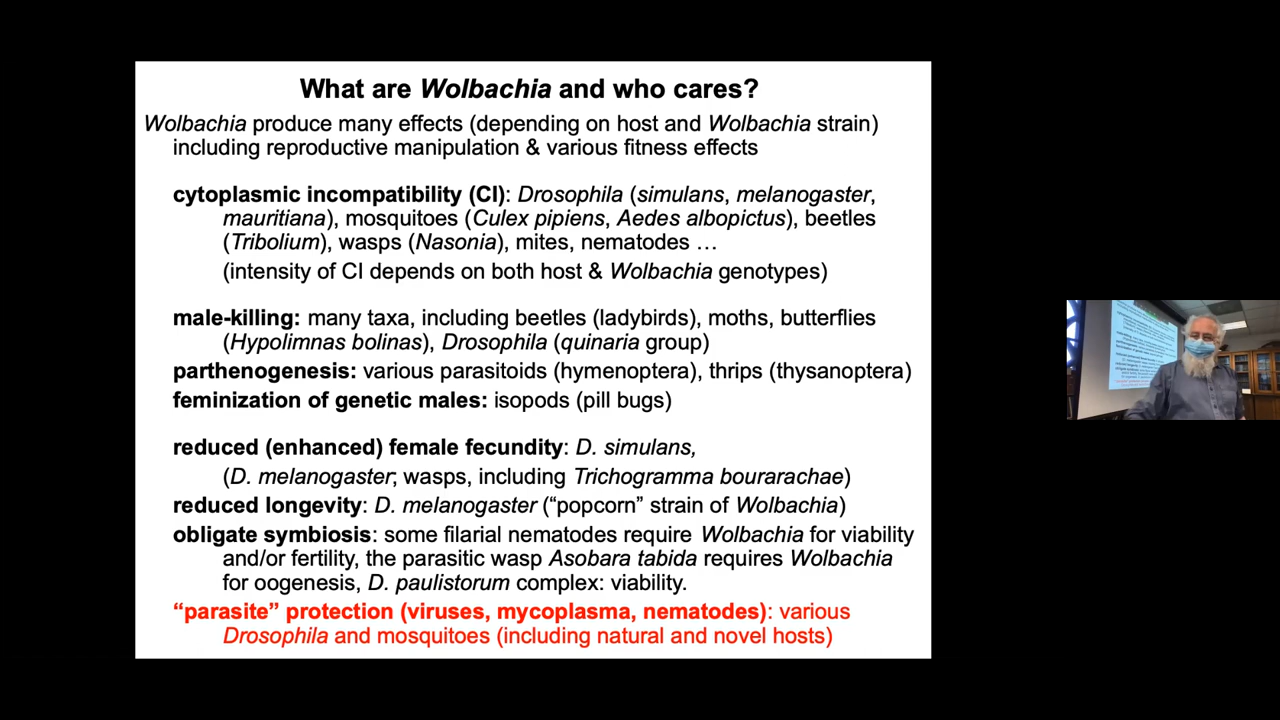 What are Wolbachia and who cares?
Wolbachia produce many effects (depending on host and Wolbachia strain)
including reproductive manipulation & various fitness effects
cytoplasmic incompatibility (CI): Drosophila (simulans, melanogaster,
mauritiana), mosquitoes (Culex pipiens, Aedes albopictus), beetles
(Tribolium), wasps (Nasonia), mites, nematodes …
(intensity of CI depends on both host & Wolbachia genotypes)
male-killing: many taxa, including beetles (ladybirds), moths, butterflies
(Hypolimnas bolinas), Drosophila (quinaria group)
parthenogenesis: various parasitoids (hymenoptera), thrips (thysanoptera)
feminization of genetic males: isopods (pill bugs)
reduced (enhanced) female fecundity: D. simulans,
(D. melanogaster; wasps, including Trichogramma bourarachae)
reduced longevity: D. melanogaster (“popcorn” strain of Wolbachia)
obligate symbiosis: some filarial nematodes require Wolbachia for viability
and/or fertility, the parasitic wasp Asobara tabida requires Wolbachia
for oogenesis, D. paulistorum complex: viability.
“parasite” protection (viruses, mycoplasma, nematodes): various
Drosophila and mosquitoes (including natural and novel hosts)